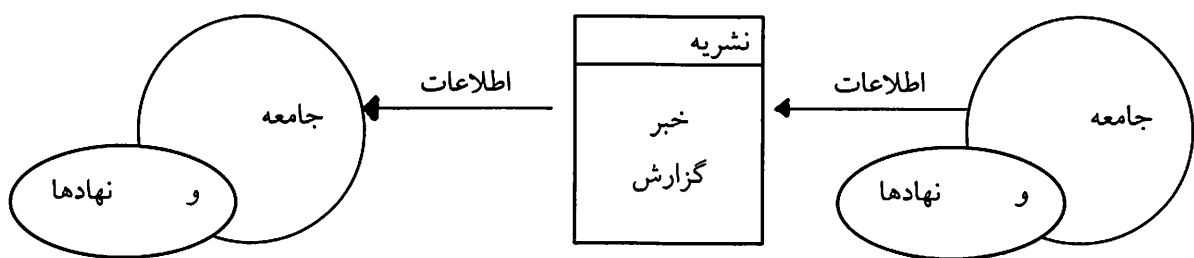 جامعه
و نهادها
اطلاعات
نشریه
خبر
گزارش
اطلاعات
جامعه
و نهادها